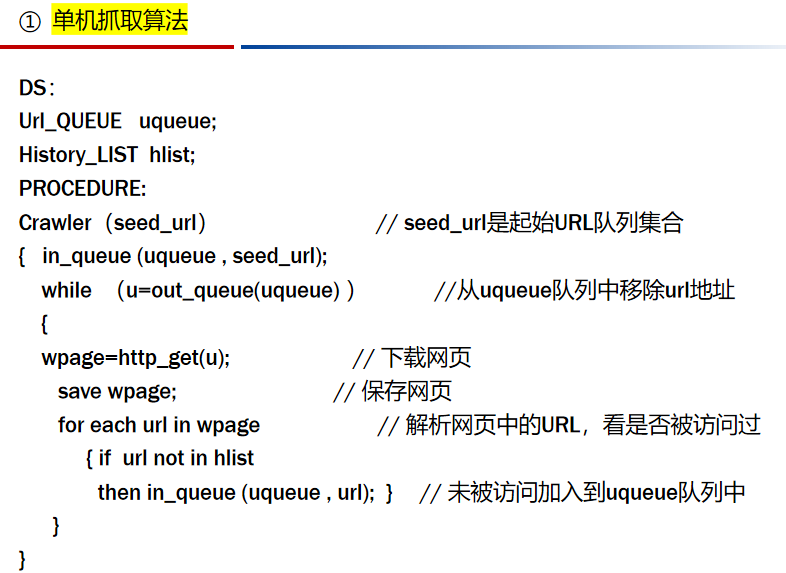 ① 单机抓取算法
DS：
Url_QUEUE uqueue;
History_LIST hlist;
PROCEDURE:
Crawler（seed_url） // seed_url是起始URL队列集合
{ in_queue (uqueue , seed_url);
while （u=out_queue(uqueue) ） //从uqueue队列中移除url地址
{
wpage=http_get(u); // 下载网页
save wpage; // 保存网页
for each url in wpage // 解析网页中的URL，看是否被访问过
{ if url not in hlist
then in_queue (uqueue , url); } // 未被访问加入到uqueue队列中
}
}